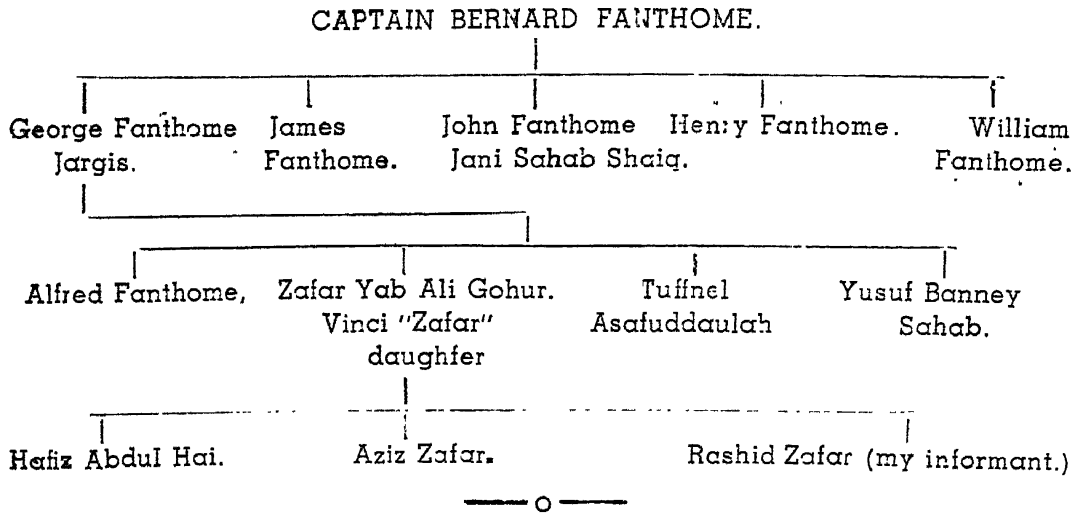 CAPTAIN BERNARD FANTHOME.
George Fanthome James John Fanthome Henry Fanthome. William
Jargis. Fanthome. Jani Sahab Shaiq. Fanthome.
Alfred Fanthome, Zafar Yab Ali Gohur. Tuffnel Yusuf Banney
Vinci "Zafar" Asafuddaulah Sahab.
daughfer
Hafiz Abdul Hai. Aziz Zafar. Rashid Zafar (my informant.)